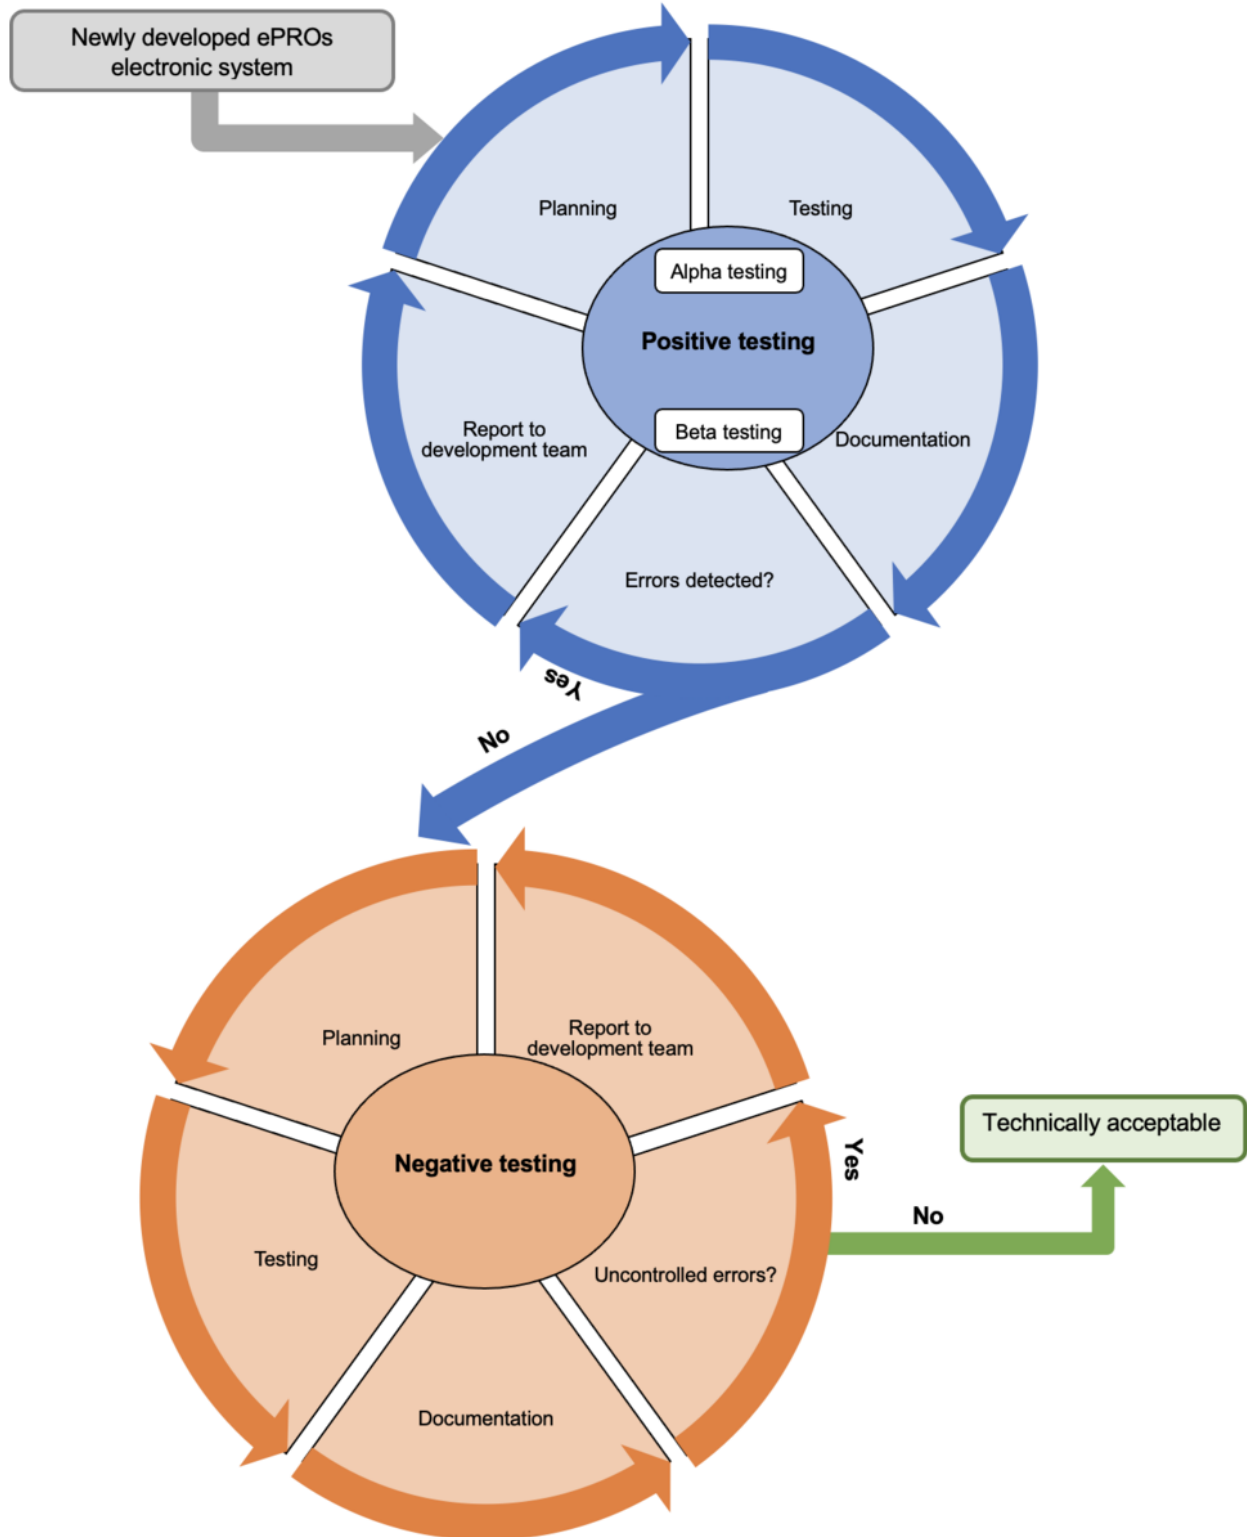 Newly developed ePROs
electronic system
Planning
Testing
Alpha testing
Positive testing
Beta testing
Documentation
Report to
development team
Errors detected?
Yes
No
Planning
Report to
development team
Negative testing
Technically acceptable
Yes
No
Testing
Uncontrolled errors?
Documentation